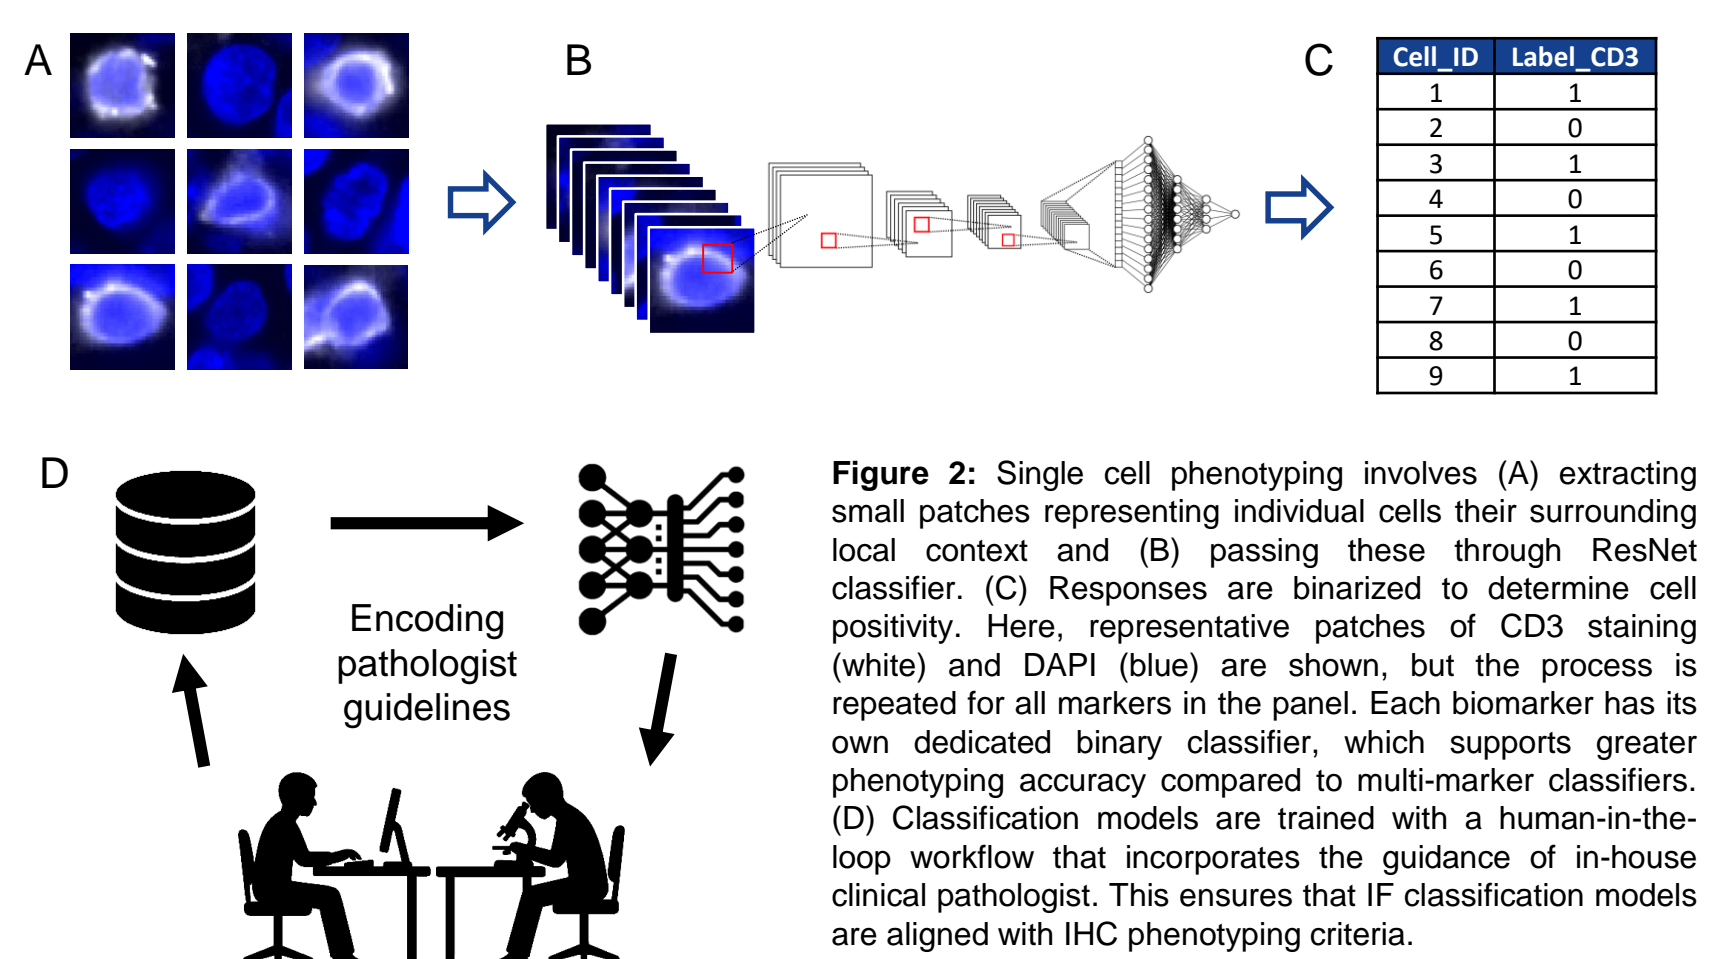 A
B
C
Cell_ID Label_CD3
1 1
2 0
3 1
4 0
5 1
6 0
7 1
8 0
9 1
D
Encoding
pathologist
guidelines
Figure 2: Single cell phenotyping involves (A) extracting
small patches representing individual cells their surrounding
local context and (B) passing these through ResNet
classifier. (C) Responses are binarized to determine cell
positivity. Here, representative patches of CD3 staining
(white) and DAPI (blue) are shown, but the process is
repeated for all markers in the panel. Each biomarker has its
own dedicated binary classifier, which supports greater
phenotyping accuracy compared to multi-marker classifiers.
(D) Classification models are trained with a human-in-the-
loop workflow that incorporates the guidance of in-house
clinical pathologist. This ensures that IF classification models
are aligned with IHC phenotyping criteria.